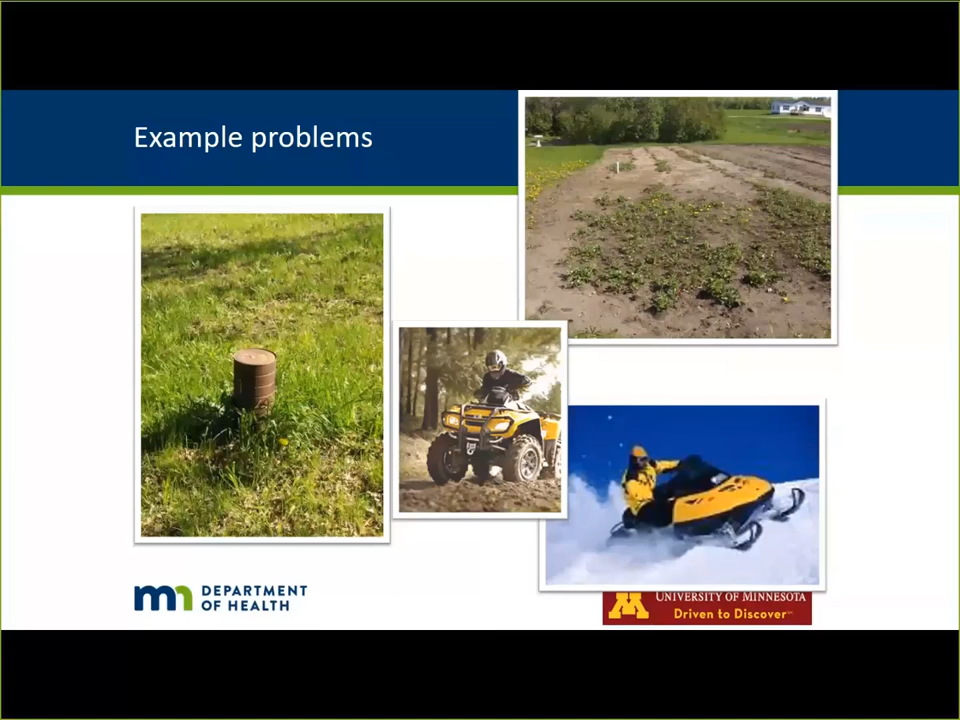 Example problems
DEPARTMENT
OF HEALTH
UNIVERSITY OF MINNESOTA
Driven to Discover